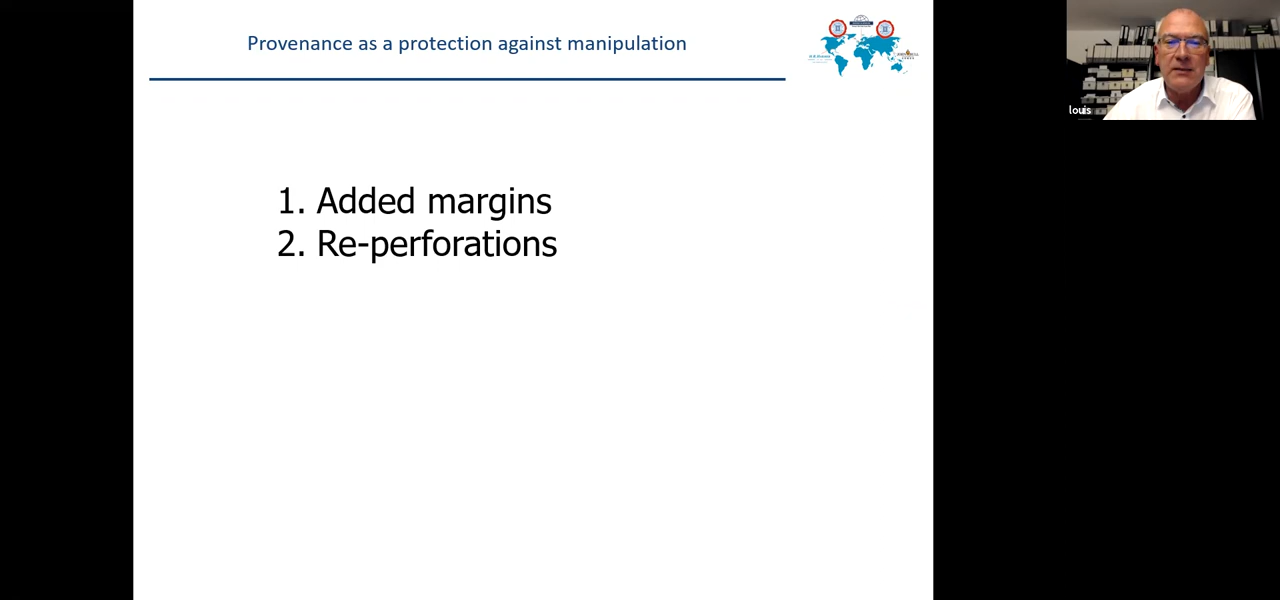 Provenance as a protection against manipulation
louis
1. Added margins
2. Re-perforations